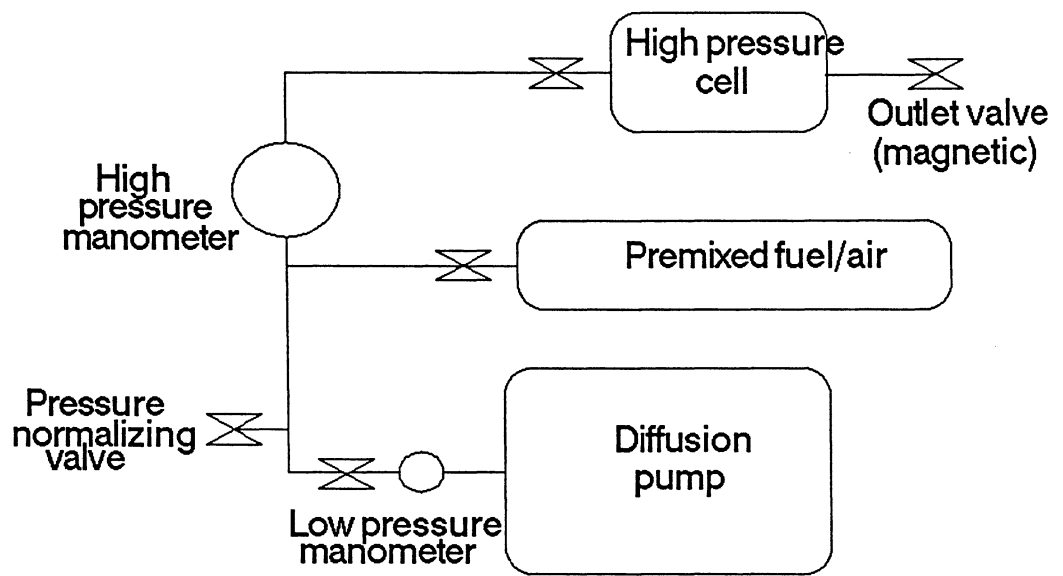 High pressure
cell
Outlet valve
(magnetic)
High
pressure
manometer
Premixed fuel/air
Pressure
normalizing
valve
Diffusion
pump
Low pressure
manometer